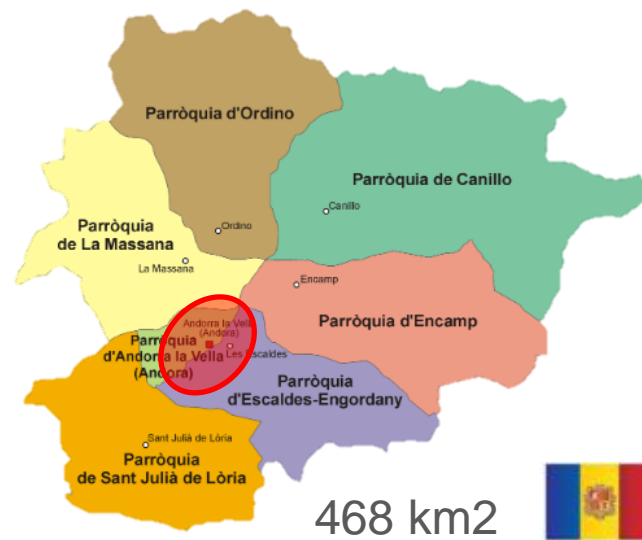 Parròquia d'Ordino
Parròquia de Canillo
Canillo
Parròquia
de La Massana
Ordino
La Massana
Encamp
Parròquia d'Encamp
Andorra la Vella
(Andora)
Les Escaldes
Parròquia
d'Andorra la Vella
(Andora)
Parròquia
d'Escaldes-Engordany
Sant Julià de Lòria
Parròquia
de Sant Julià de Lòria
468 km2